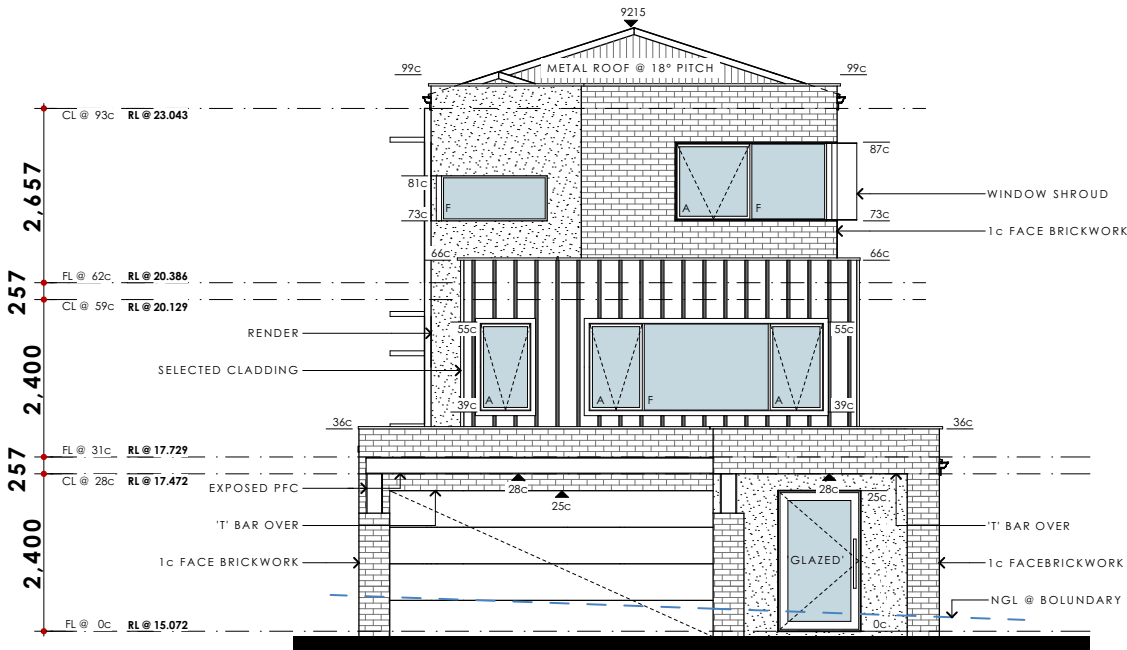 9215
METAL ROOF @ 18° PITCH
99c
99c
CL @ 93c RL @ 23.043
87c
2,657
81c
A
F
F
WINDOW SHROUD
73c
73c
1c FACE BRICKWORK
66c
66c
FL @ 62c RL @ 20.386
257
CL @ 59c RL @ 20.129
RENDER
55c
55c
SELECTED CLADDING
2,400
A
A
F
A
39c
39c
36c
36c
FL @ 31c RL @ 17.729
257
CL @ 28c RL @ 17.472
EXPOSED PFC
28c
28c
25c
25c
'T' BAR OVER
'T' BAR OVER
2,400
1c FACE BRICKWORK
'GLAZED'
1c FACEBRICKWORK
NGL @ BOLUNDARY
FL @ 0c RL @ 15.072
0c